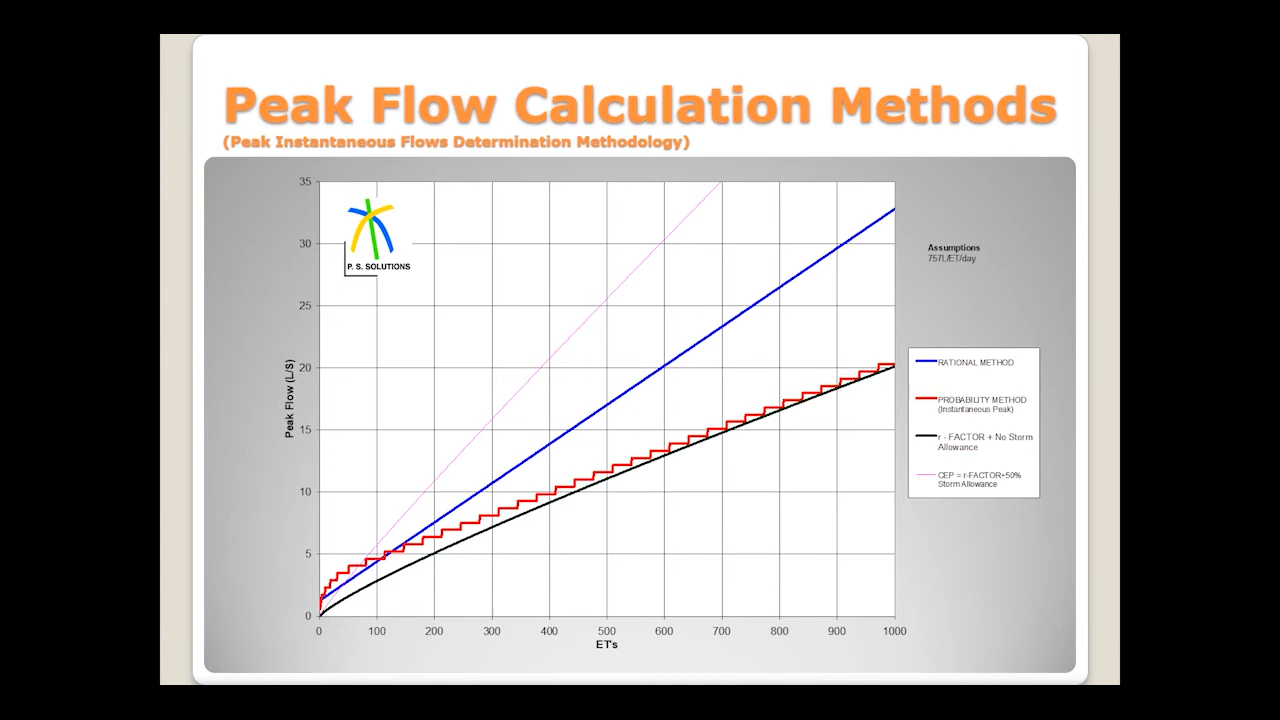 Peak Flow Calculation Methods
(Peak Instantaneous Flows Determination Methodology)
35
30
25
20
15
10
5
0
Peak Flow (L/S)
P. S. SOLUTIONS
0 100 200 300 400 500 600 700 800 900 1000
ET's
Assumptions
757L/ET/day
RATIONAL METHOD
PROBABILITY METHOD
(Instantaneous Peak)
r - FACTOR + No Storm
Allowance
CEP = r-FACTOR+50%
Storm Allowance